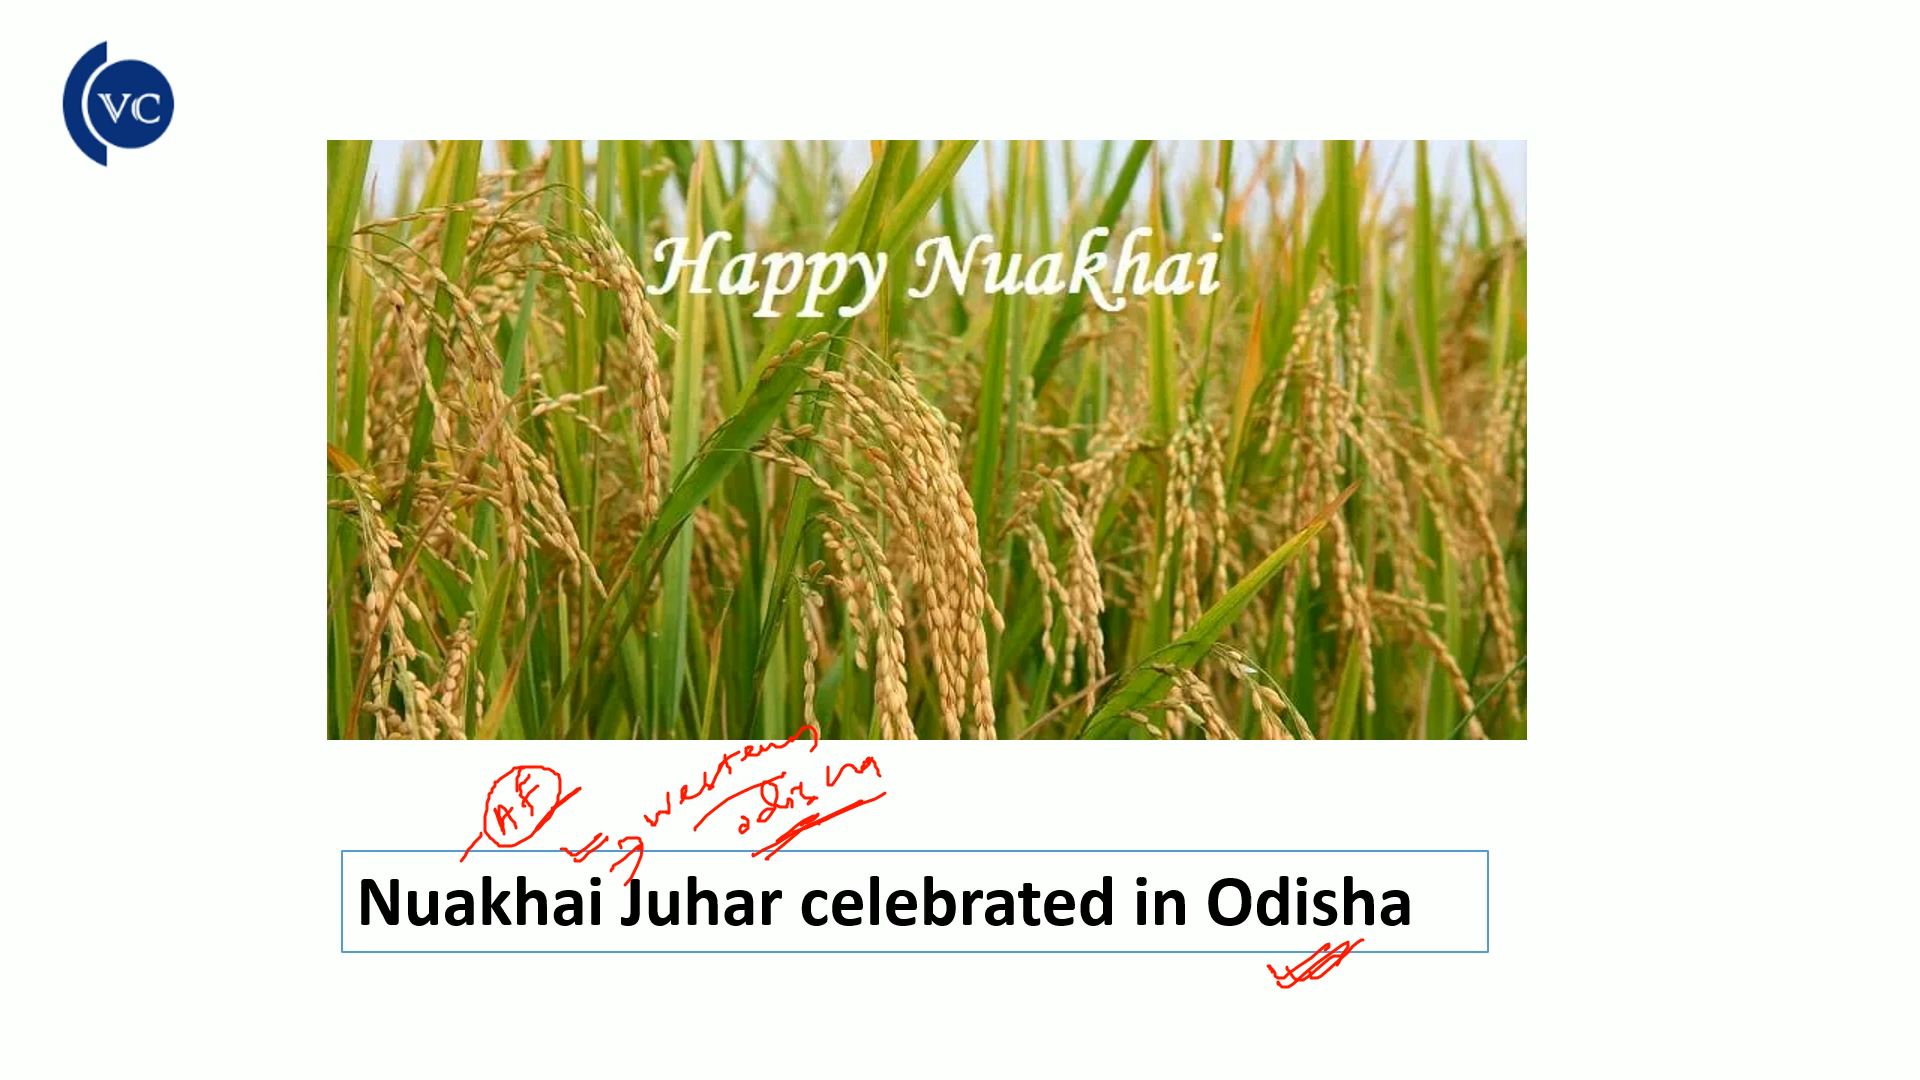 VC
Happy Nuakhai
AF
western
odisha
Nuakhai Juhar celebrated in Odisha